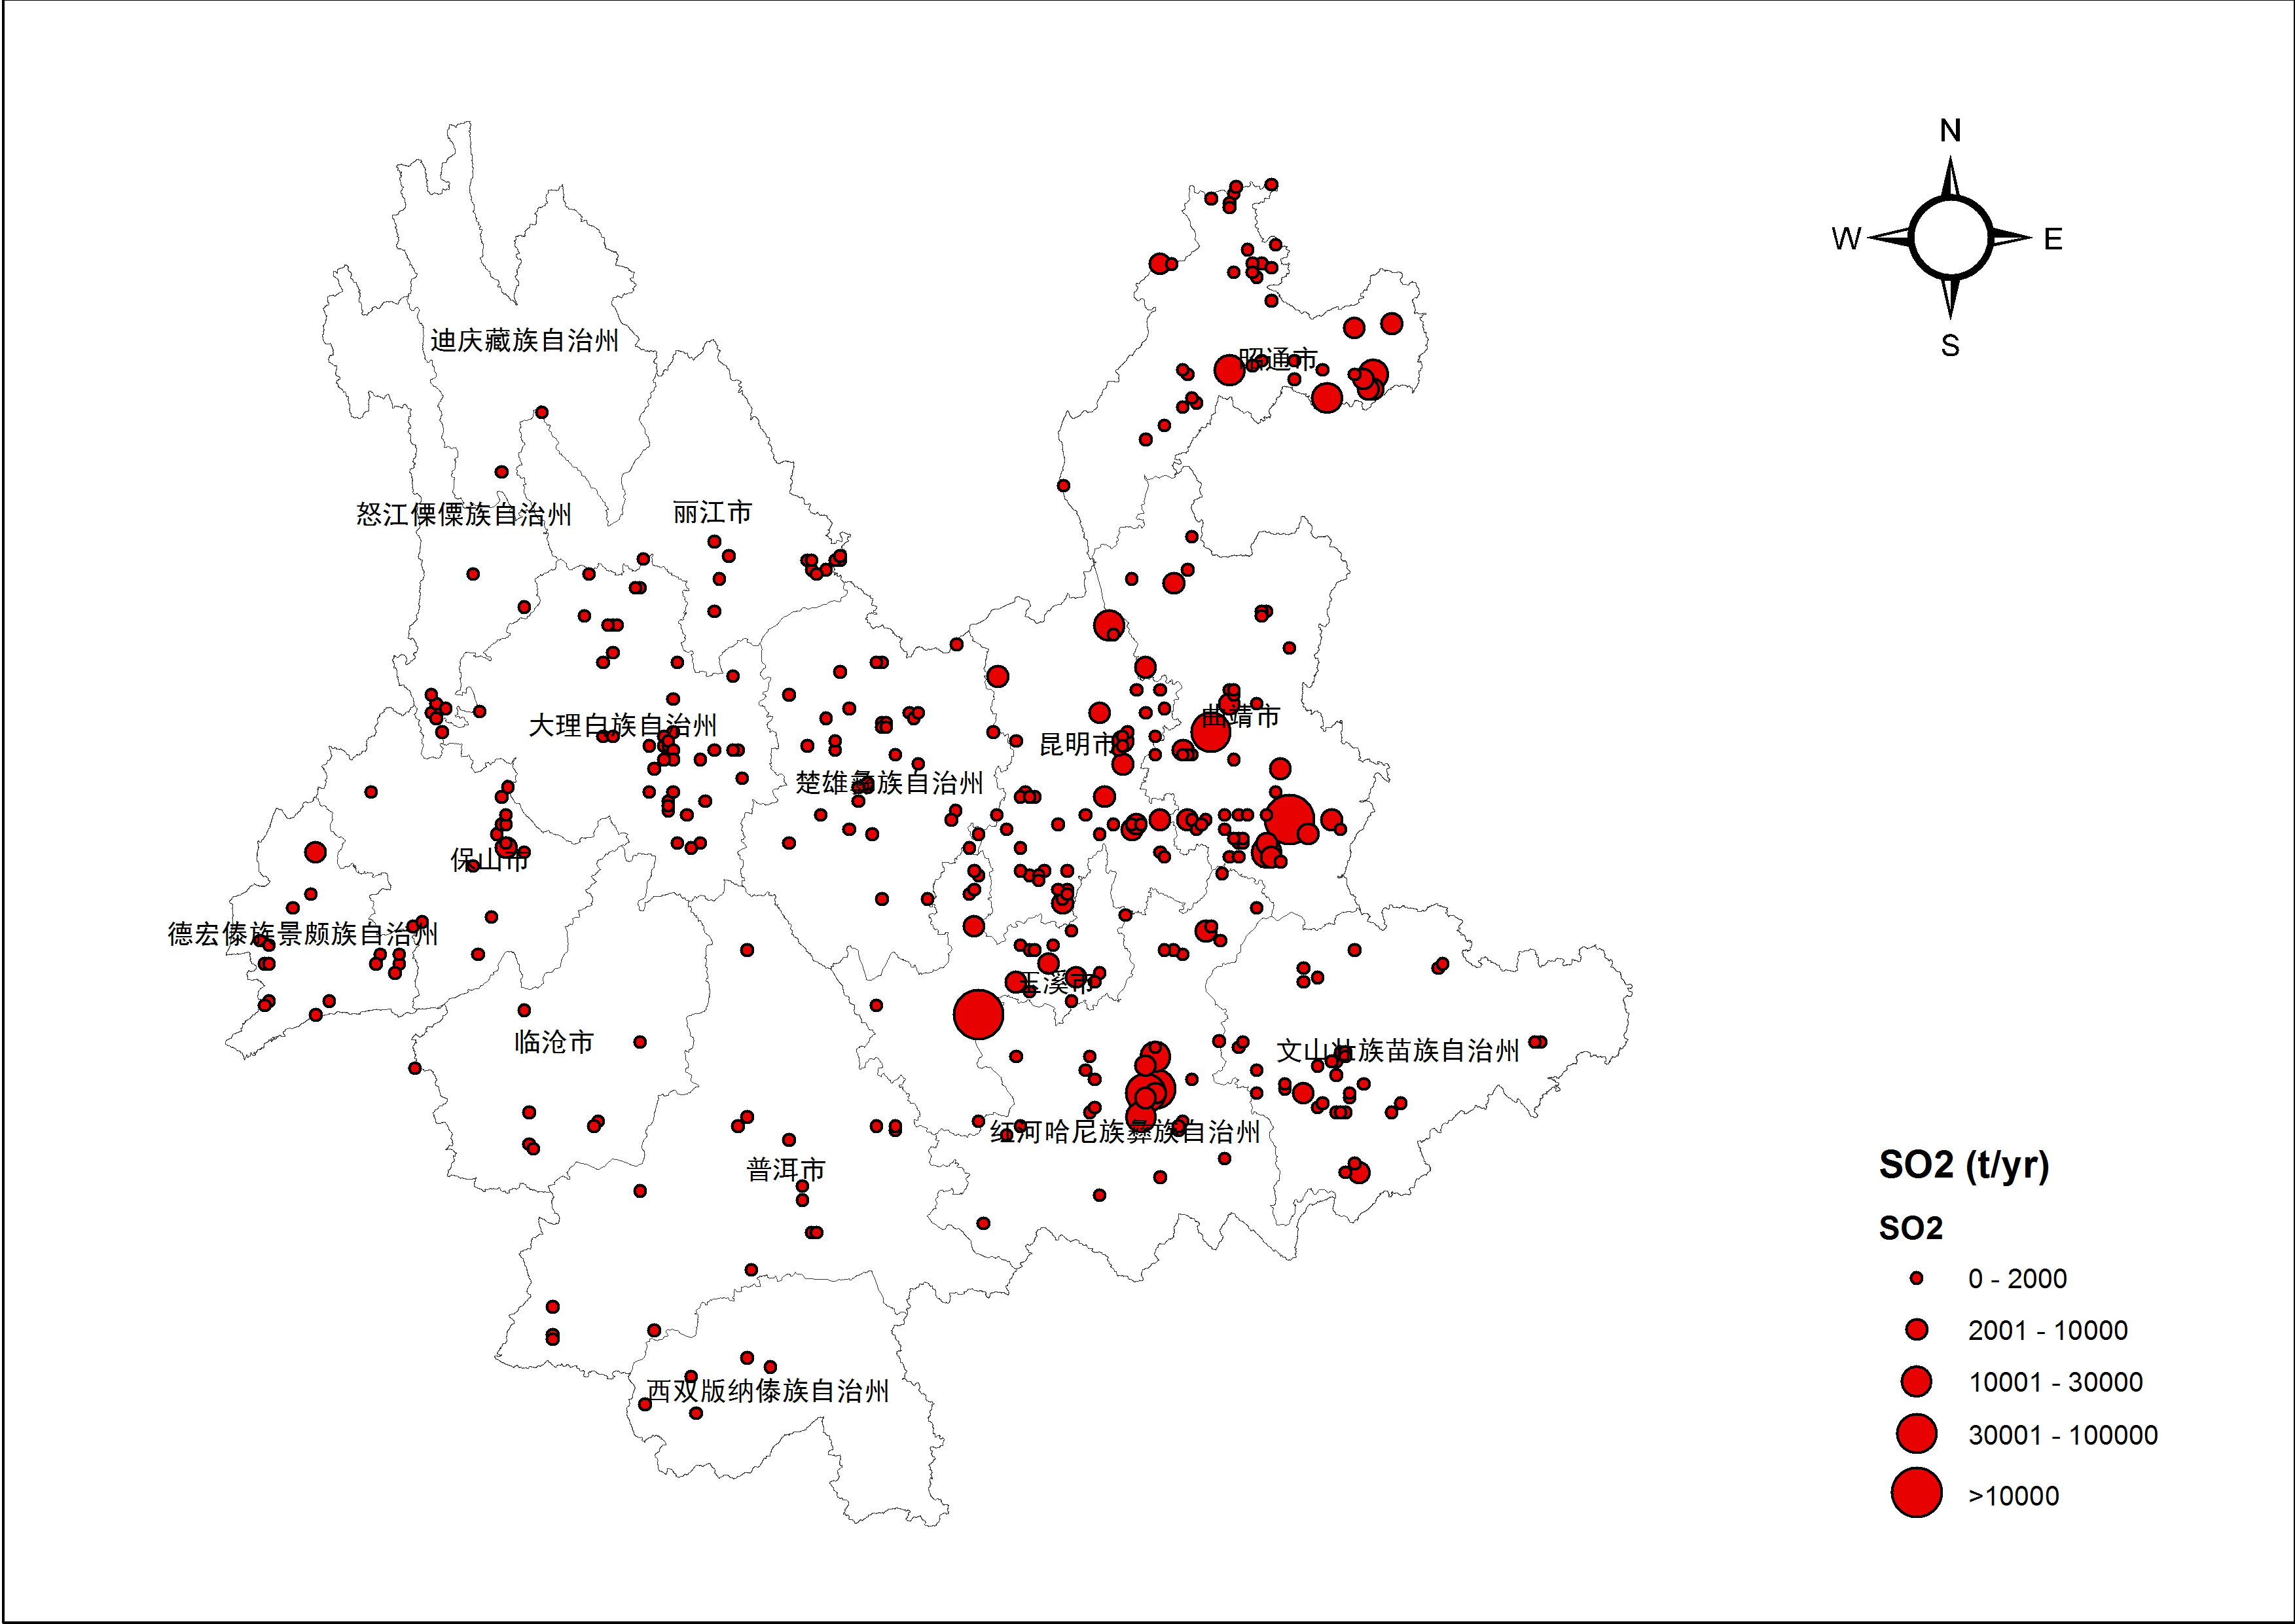 N
W
E
S
迪庆藏族自治州
昭通市
怒江傈僳族自治州
丽江市
大理白族自治州
曲靖市
昆明市
楚雄彝族自治州
保山市
德宏傣族景颇族自治州
玉溪市
临沧市
文山壮族苗族自治州
红河哈尼族彝族自治州
普洱市
西双版纳傣族自治州
SO2 (t/yr)
SO2
0 - 2000
2001 - 10000
10001 - 30000
30001 - 100000
>10000